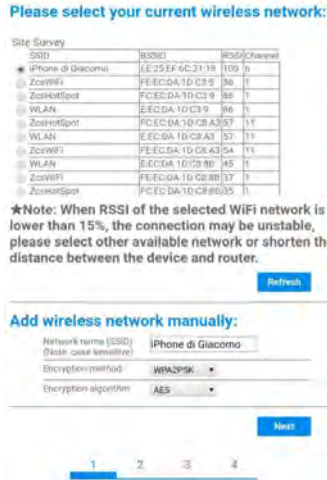 Please select your current wireless network:
Site Survey
SSID BSSID RSSI Channel
iPhone di Giacomo EE:25:EF:6C:31:18 100 6
ZcsWiFi 86 1
ZcsHotSpot 86 1
WLAN 86 1
ZcsHotSpot 57 11
WLAN 57 11
ZcsWiFi 54 11
WLAN 45 1
ZcsWiFi 37 1
ZcsHotSpot 35 1
★Note: When RSSI of the selected WiFi network is
lower than 15%, the connection may be unstable,
please select other available network or shorten th
distance between the device and router.
Refresh
Add wireless network manually:
Network name (SSID)
(Note: case sensitive)
iPhone di Giacomo
Encryption method WPA2PSK
Encryption algorithm AES
Next
1 2 3 4